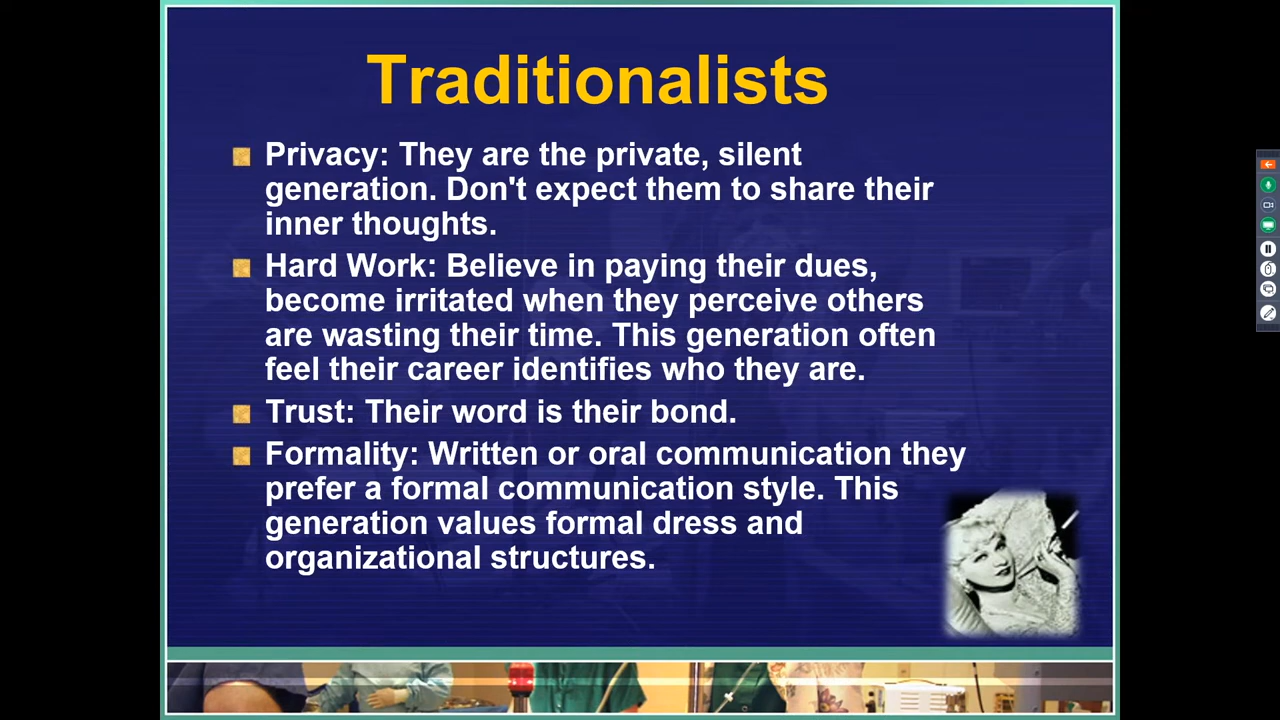 Traditionalists
Privacy: They are the private, silent
generation. Don't expect them to share their
inner thoughts.
Hard Work: Believe in paying their dues,
become irritated when they perceive others
are wasting their time. This generation often
feel their career identifies who they are.
Trust: Their word is their bond.
Formality: Written or oral communication they
prefer a formal communication style. This
generation values formal dress and
organizational structures.